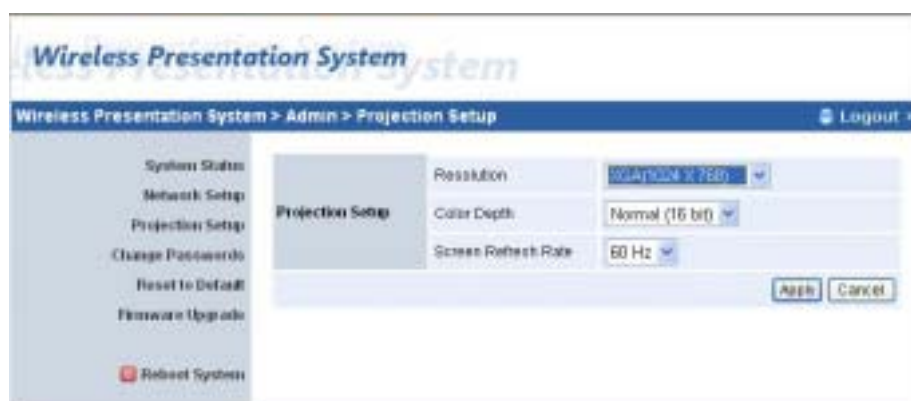 Wireless Presentation System
Wireless Presentation System > Admin > Projection Setup
Logout
System Status
Network Setup
Projection Setup
Change Passwords
Reset to Default
Firmware Upgrade
Reboot System
Projection Setup
Resolution
XGA(1024 X 768)
Color Depth
Normal (16 bit)
Screen Refresh Rate
60 Hz
Apply
Cancel